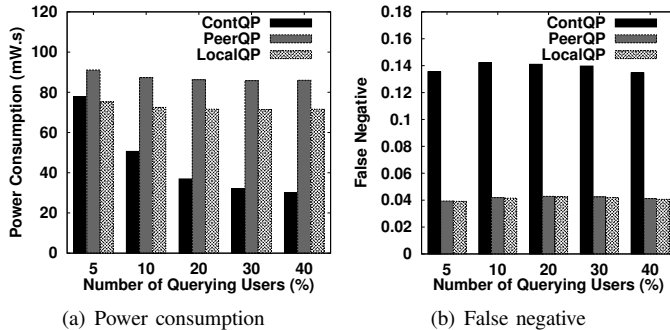 120
100
80
60
40
20
0
Power Consumption (mW.s)
ContQP
PeerQP
LocalQP
5 10 20 30 40
Number of Querying Users (%)
(a) Power consumption
0.18
0.16
0.14
0.12
0.1
0.08
0.06
0.04
0.02
0
False Negative
ContQP
PeerQP
LocalQP
5 10 20 30 40
Number of Querying Users (%)
(b) False negative